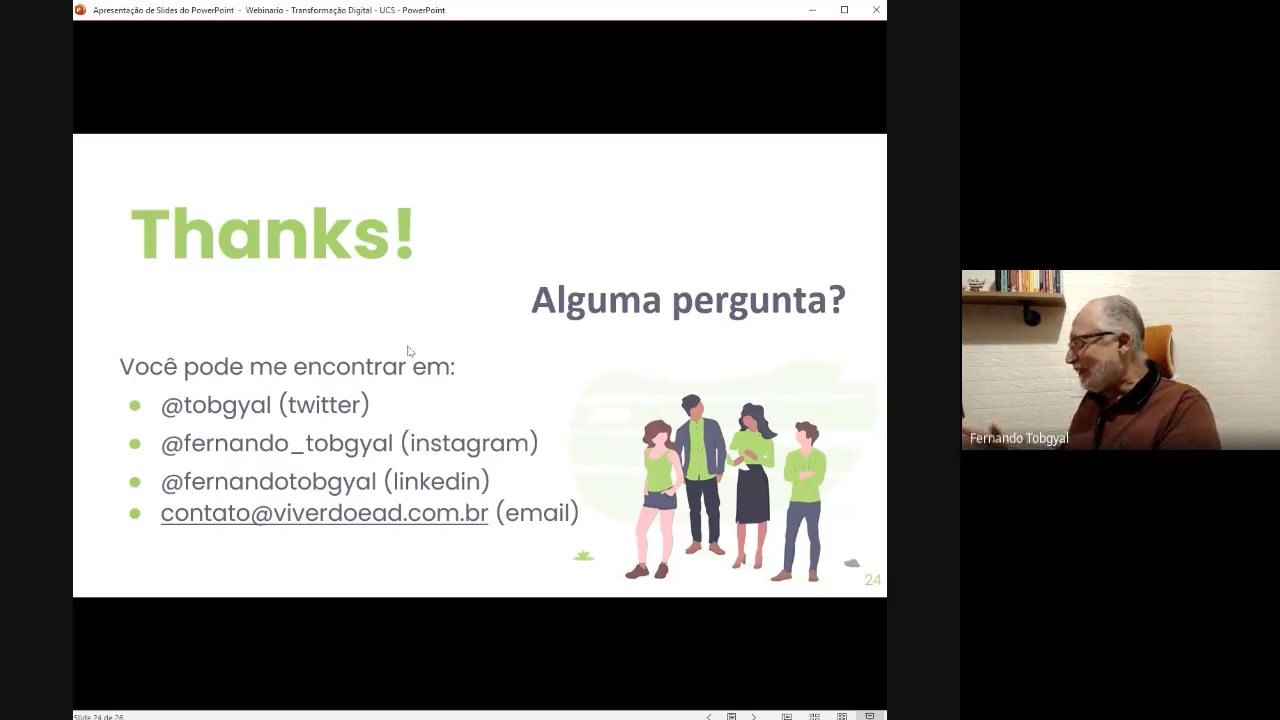 Apresentação de Slides do PowerPoint - Webinario - Transformação Digital - UCS - PowerPoint
Thanks!
Alguma pergunta?
Você pode me encontrar em:
@tobgyal (twitter)
@fernando_tobgyal (instagram)
@fernandotobgyal (linkedin)
contato@viverdoead.com.br (email)
24
Fernando Tobgyal
Slide 24 de 26